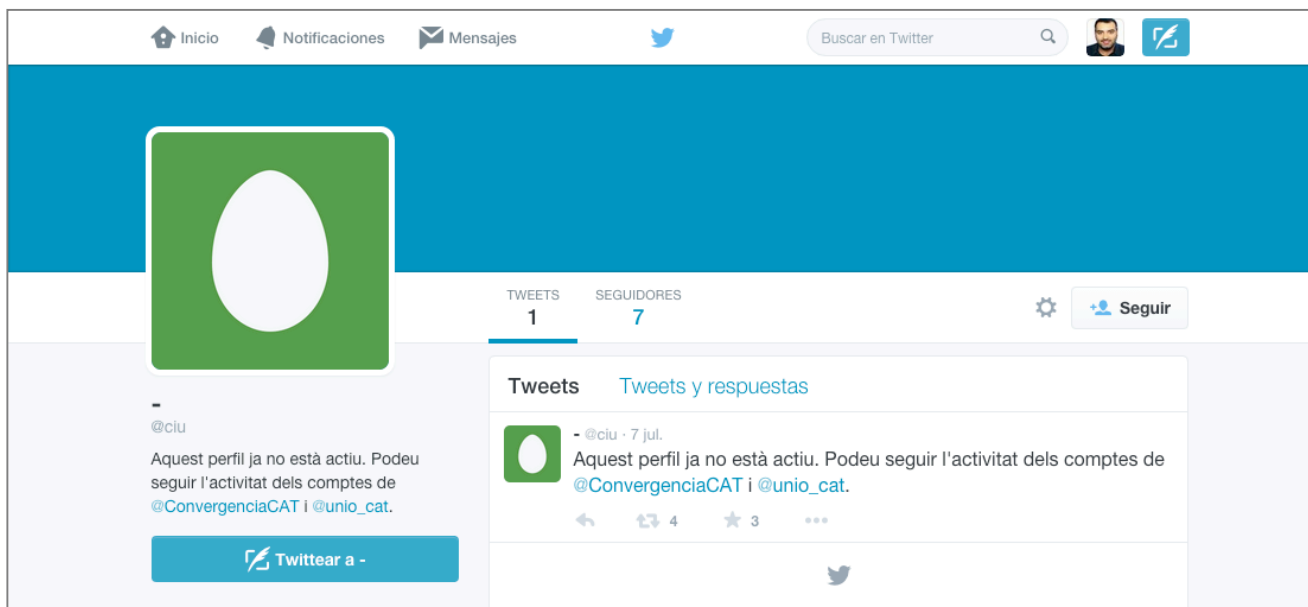 Inicio
Notificaciones
Mensajes
Buscar en Twitter
TWEETS
1
SEGUIDORES
7
Seguir
-
@ciu
Aquest perfil ja no està actiu. Podeu
seguir l'activitat dels comptes de
@ConvergenciaCAT i @unio_cat.
Twittear a -
Tweets
Tweets y respuestas
- @ciu · 7 jul.
Aquest perfil ja no està actiu. Podeu seguir l'activitat dels comptes de
@ConvergenciaCAT i @unio_cat.
4
3